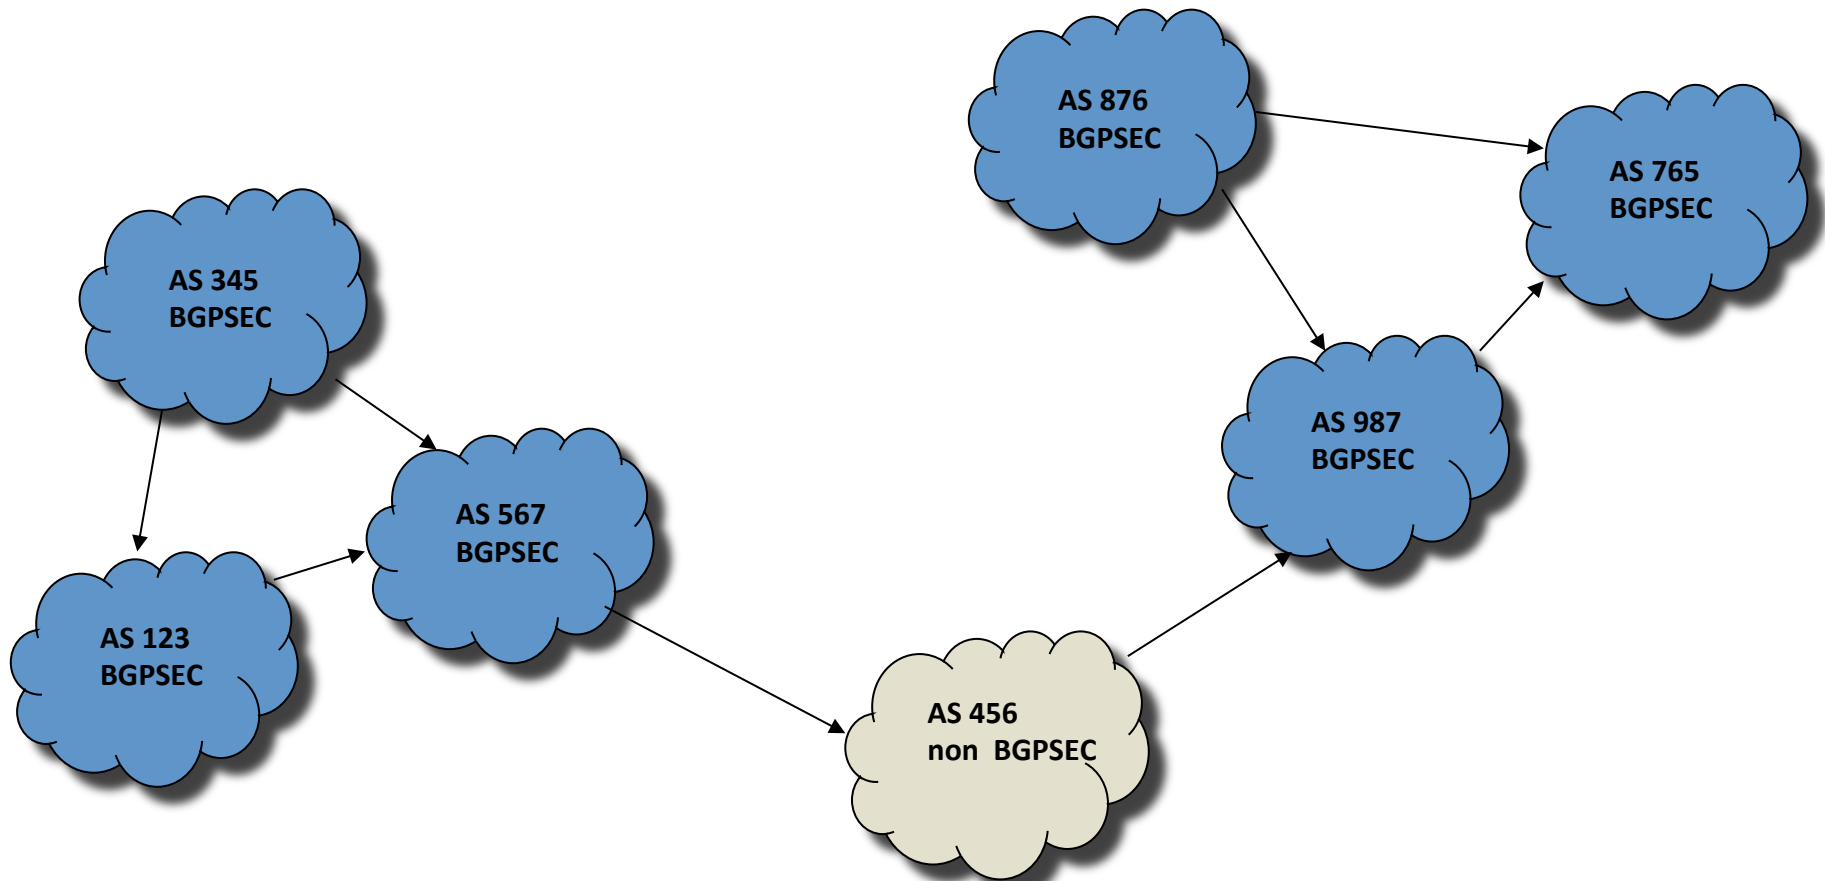 AS 876
BGPSEC
AS 765
BGPSEC
AS 345
BGPSEC
AS 987
BGPSEC
AS 567
BGPSEC
AS 123
BGPSEC
AS 456
non  BGPSEC